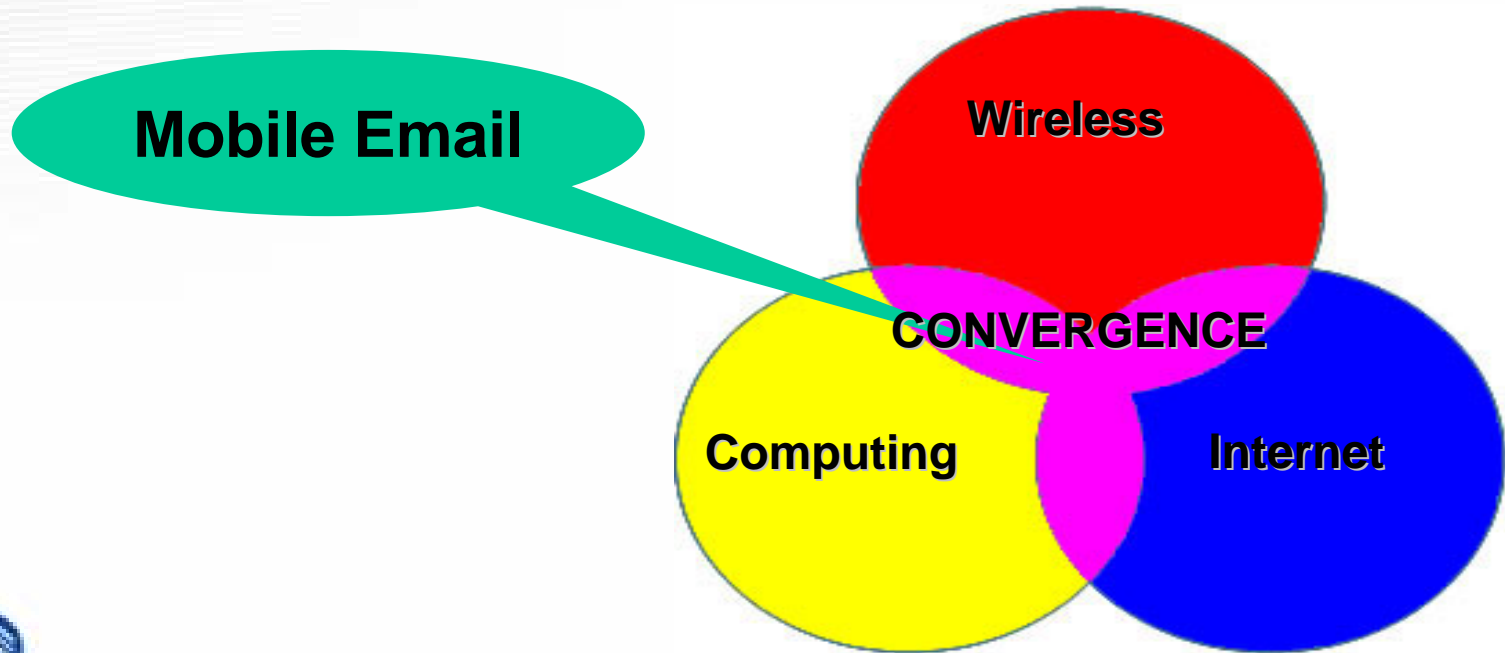 Mobile Email
Wireless
CONVERGENCE
Computing
Internet